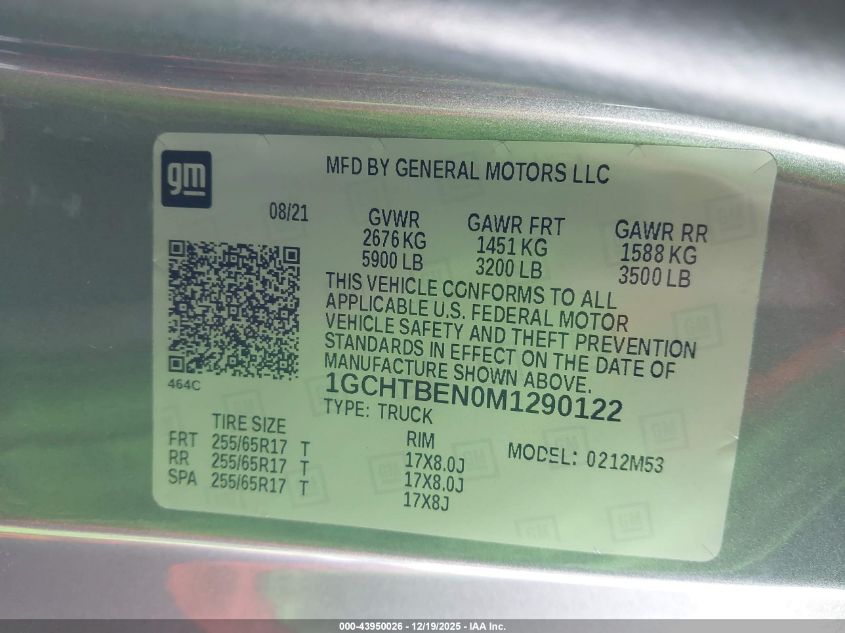 gm
MFD BY GENERAL MOTORS LLC
08/21
GVWR GAWR FRT GAWR RR
2676 KG 1451 KG 1588 KG
5900 LB 3200 LB 3500 LB
THIS VEHICLE CONFORMS TO ALL
APPLICABLE U.S. FEDERAL MOTOR
VEHICLE SAFETY AND THEFT PREVENTION
STANDARDS IN EFFECT ON THE DATE OF
MANUFACTURE SHOWN ABOVE.
464C
1GCHTBEN0M1290122
TYPE: TRUCK
TIRE SIZE RIM MODEL: 0212M53
FRT 255/65R17 T 17X8.0J
RR 255/65R17 T 17X8.0J
SPA 255/65R17 T 17X8J
000-43950026 - 12/19/2025 - IAA Inc.